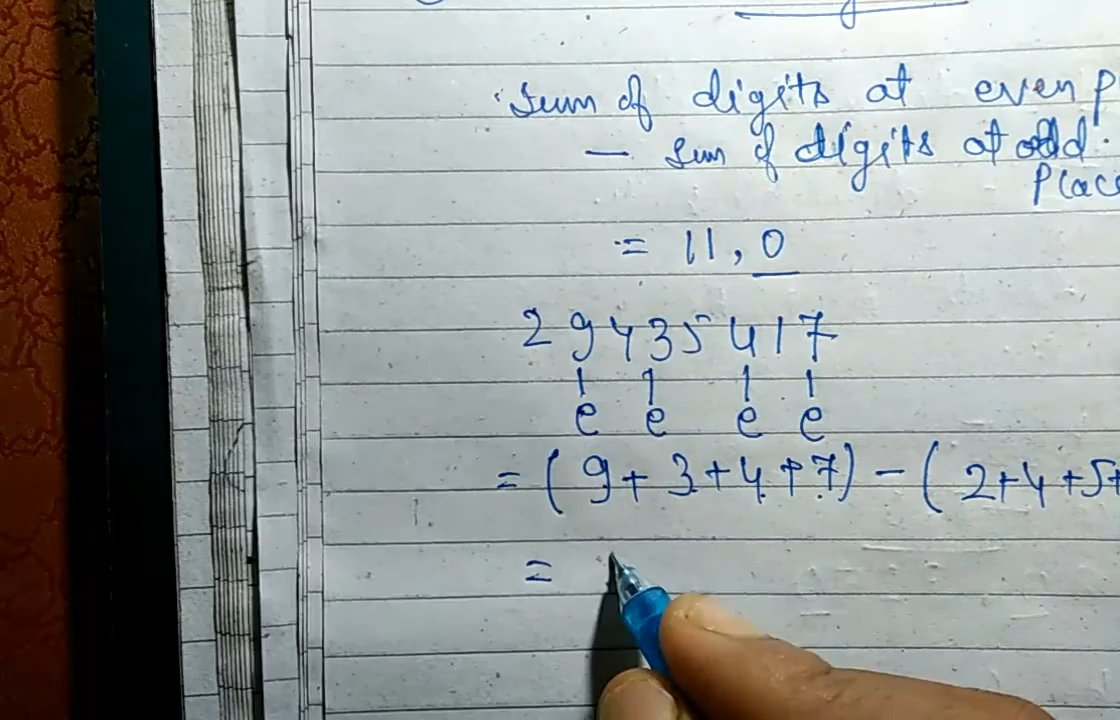 Sum of digits at even P
— Sum of digits at odd
Plac
= 11, 0
29435417
e e e e
= ( 9 + 3 + 4 + 7 ) - ( 2 + 4 + 5 +
=